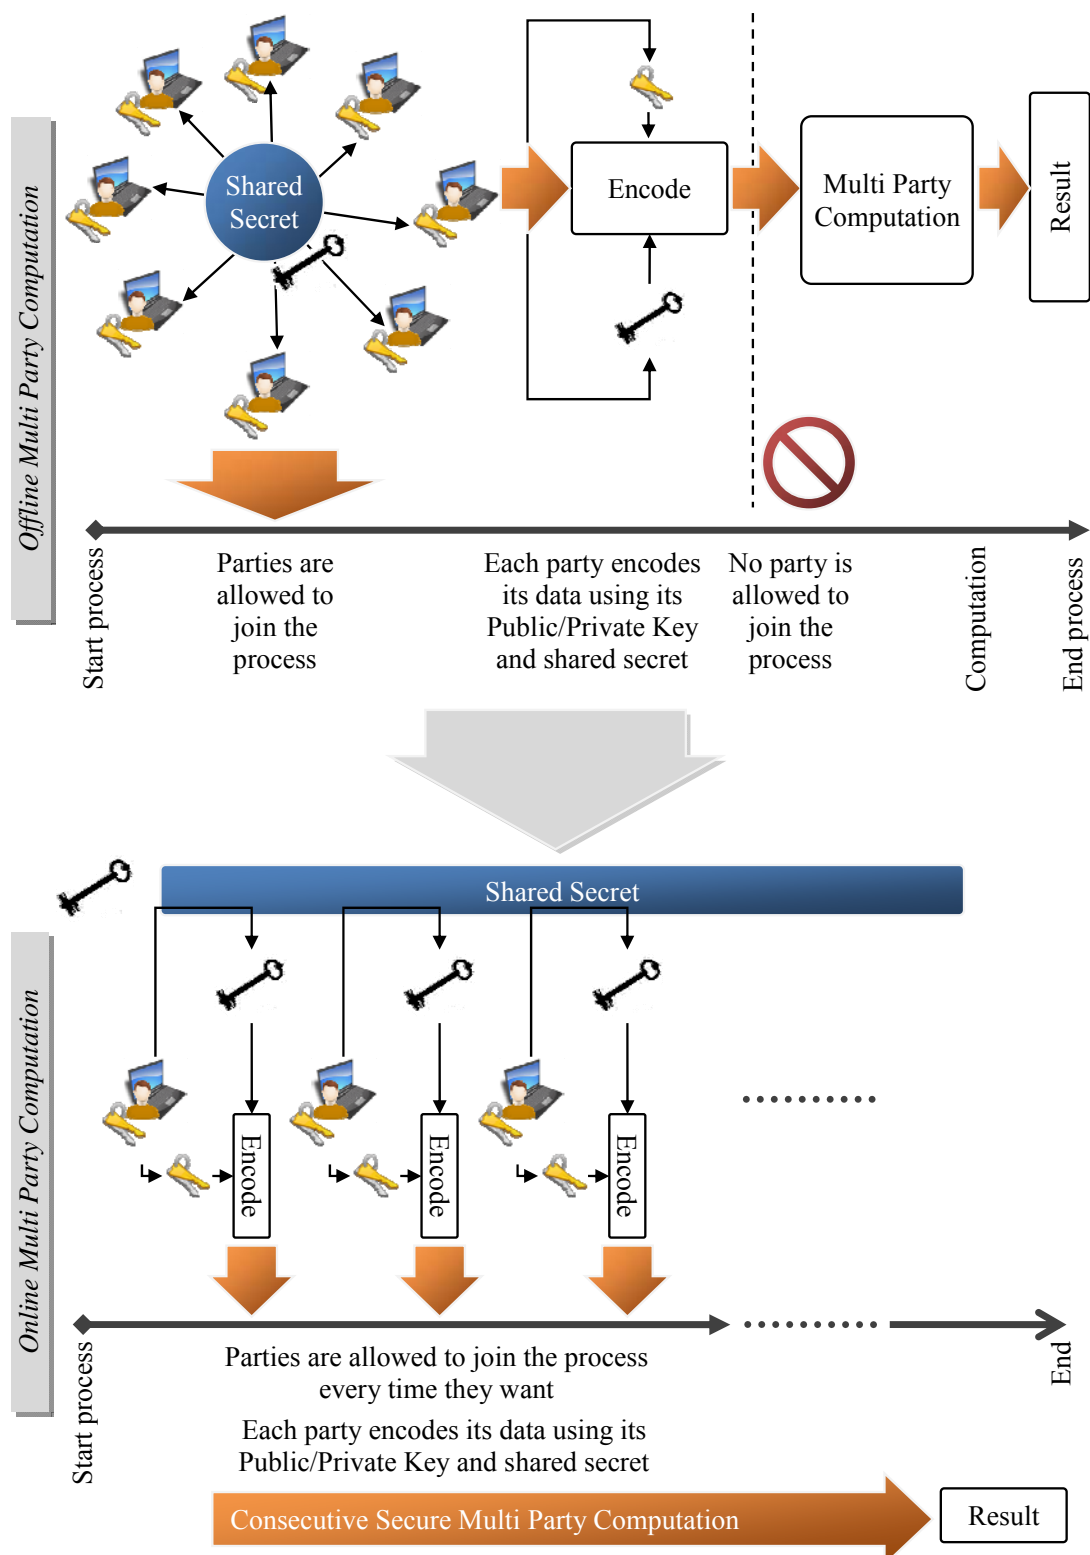 Offline Multi Party Computation
Shared
Secret
Encode
Multi Party
Computation
Result
Start process
Parties are
allowed to
join the
process
Each party encodes
its data using its
Public/Private Key
and shared secret
No party is
allowed to
join the
process
Computation
End process
Online Multi Party Computation
Shared Secret
Encode
Encode
Encode
Start process
Parties are allowed to join the process
every time they want
Each party encodes its data using its
Public/Private Key and shared secret
End
Consecutive Secure Multi Party Computation
Result